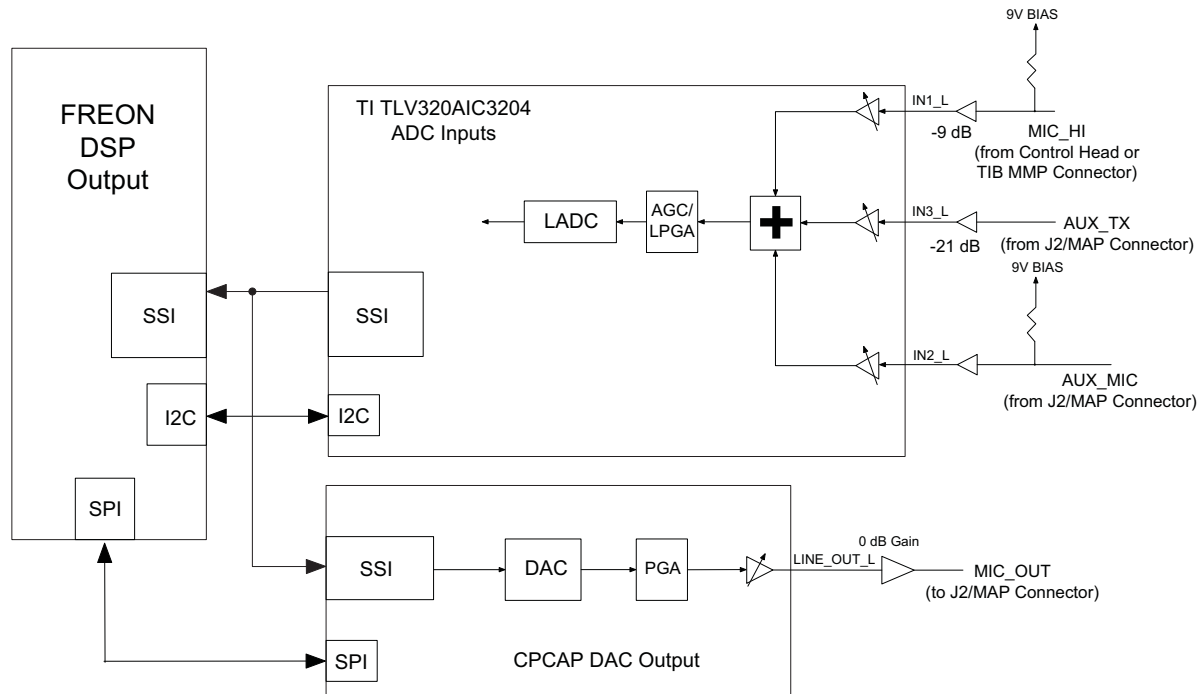 FREON
DSP
Output
SSI
I2C
SPI
TI TLV320AIC3204
ADC Inputs
LADC
AGC/
LPGA
SSI
I2C
9V BIAS
IN1_L
-9 dB
MIC_HI
(from Control Head or
TIB MMP Connector)
IN3_L
-21 dB
AUX_TX
(from J2/MAP Connector)
9V BIAS
IN2_L
AUX_MIC
(from J2/MAP Connector)
SSI
DAC
PGA
LINE_OUT_L
0 dB Gain
MIC_OUT
(to J2/MAP Connector)
SPI
CPCAP DAC Output